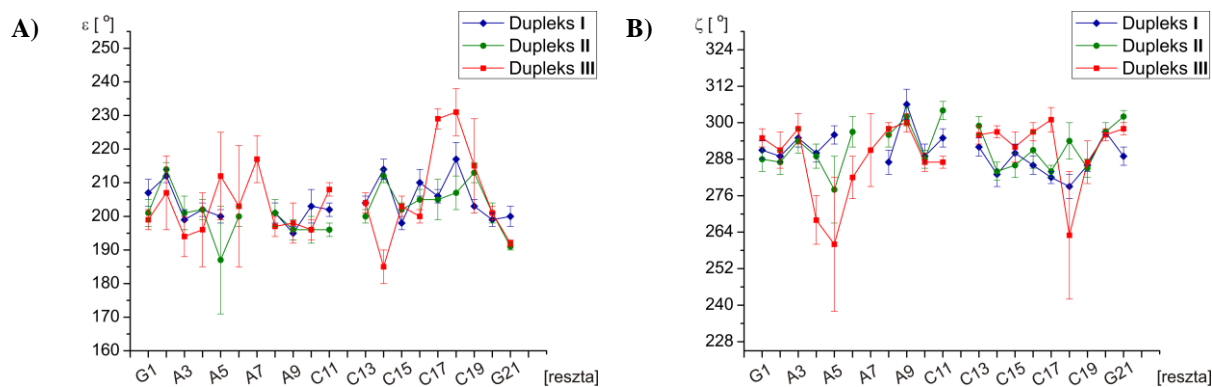 A)
ε [ °]
Dupleks I
Dupleks II
Dupleks III
255
250
240
230
220
210
200
190
180
170
160
G1
A3
A5
A7
A9
C11
C13
C15
C17
C19
G21
[reszta]
B)
ζ [ °]
Dupleks I
Dupleks II
Dupleks III
324
312
300
288
276
264
252
240
228
G1
A3
A5
A7
A9
C11
C13
C15
C17
C19
G21
[reszta]